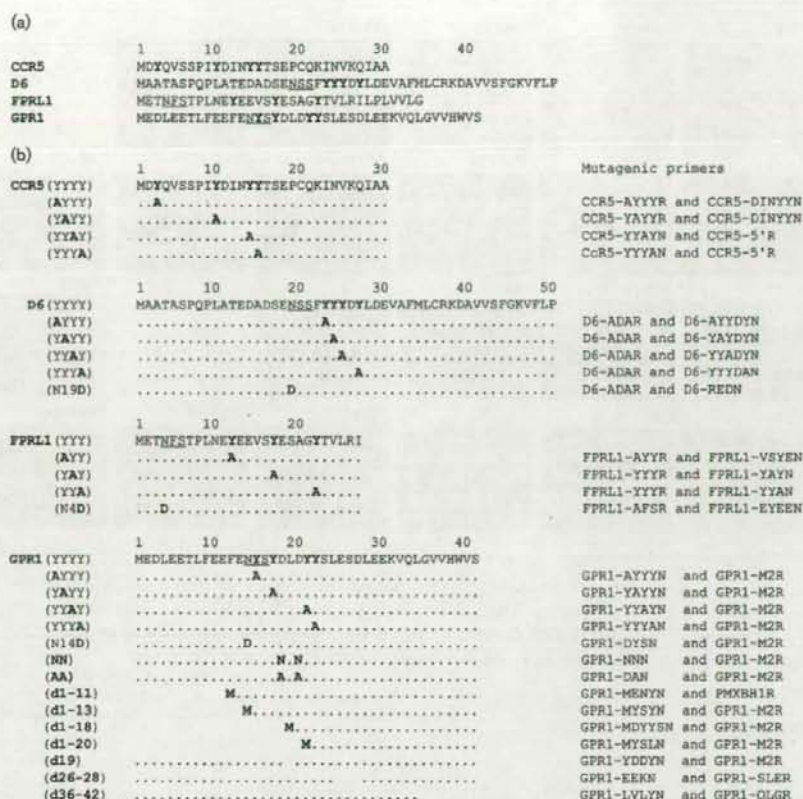 (a)
1 10 20 30 40
CCR5 MDYQVSSPIYDINYYTSEPCQKINVKQIAA
D6 MAATASPQPLATEDADSENSSFYYYDYLDEVAFMLCRKDAVVSFGKVFLP
FPRL1 METNFSTPLNEYEEVSYESAGYTVLRILPLVVLG
GPR1 MEDLEETLFEEFENYSYDLDYYSLESDLEEKVQLGVVHWVS
(b)
1 10 20 30
Mutagenic primers
CCR5(YYYY) MDYQVSSPIYDINYYTSEPCQKINVKQIAA
(AYYY) ..A........................... CCR5-AYYYR and CCR5-DINYYN
(YAYY) .........A.................... CCR5-YAYYR and CCR5-DINYYN
(YYAY) .............A................ CCR5-YYAYN and CCR5-5'R
(YYYA) ..............A............... CcR5-YYYAN and CCR5-5'R
1 10 20 30 40 50
D6(YYYY) MAATASPQPLATEDADSENSSFYYYDYLDEVAFMLCRKDAVVSFGKVFLP
(AYYY) ......................A........................... D6-ADAR and D6-AYYDYN
(YAYY) .......................A.......................... D6-ADAR and D6-YAYDYN
(YYAY) ........................A......................... D6-ADAR and D6-YYADYN
(YYYA) ..........................A....................... D6-ADAR and D6-YYYDAN
(N19D) ..................D............................... D6-ADAR and D6-REDN
1 10 20
FPRL1(YYY) METNFSTPLNEYEEVSYESAGYTVLRI
(AYY) ...........A............... FPRL1-AYYR and FPRL1-VSYEN
(YAY) ................A.......... FPRL1-YYYR and FPRL1-YAYN
(YYA) .....................A..... FPRL1-YYYR and FPRL1-YYAN
(N4D) ...D....................... FPRL1-AFSR and FPRL1-EYEEN
1 10 20 30 40
GPR1(YYYY) MEDLEETLFEEFENYSYDLDYYSLESDLEEKVQLGVVHWVS
(AYYY) ..............A.......................... GPR1-AYYYN and GPR1-M2R
(YAYY) ................A........................ GPR1-YAYYN and GPR1-M2R
(YYAY) ....................A.................... GPR1-YYAYN and GPR1-M2R
(YYYA) .....................A................... GPR1-YYYAN and GPR1-M2R
(N14D) .............D........................... GPR1-DYSN and GPR1-M2R
(NN) .................N.N..................... GPR1-NNN and GPR1-M2R
(AA) .................A.A..................... GPR1-DAN and GPR1-M2R
(d1-11) M............................. GPR1-MENYN and PMXBH1R
(d1-13) M........................... GPR1-MYSYN and GPR1-M2R
(d1-18) M...................... GPR1-MDYYSN and GPR1-M2R
(d1-20) M.................... GPR1-MYSLN and GPR1-M2R
(d19) .................. ...................... GPR1-YDDYN and GPR1-M2R
(d26-28) ......................... ............. GPR1-EEKN and GPR1-SLER
(d36-42) ................................... GPR1-LVLYN and GPR1-QLGR